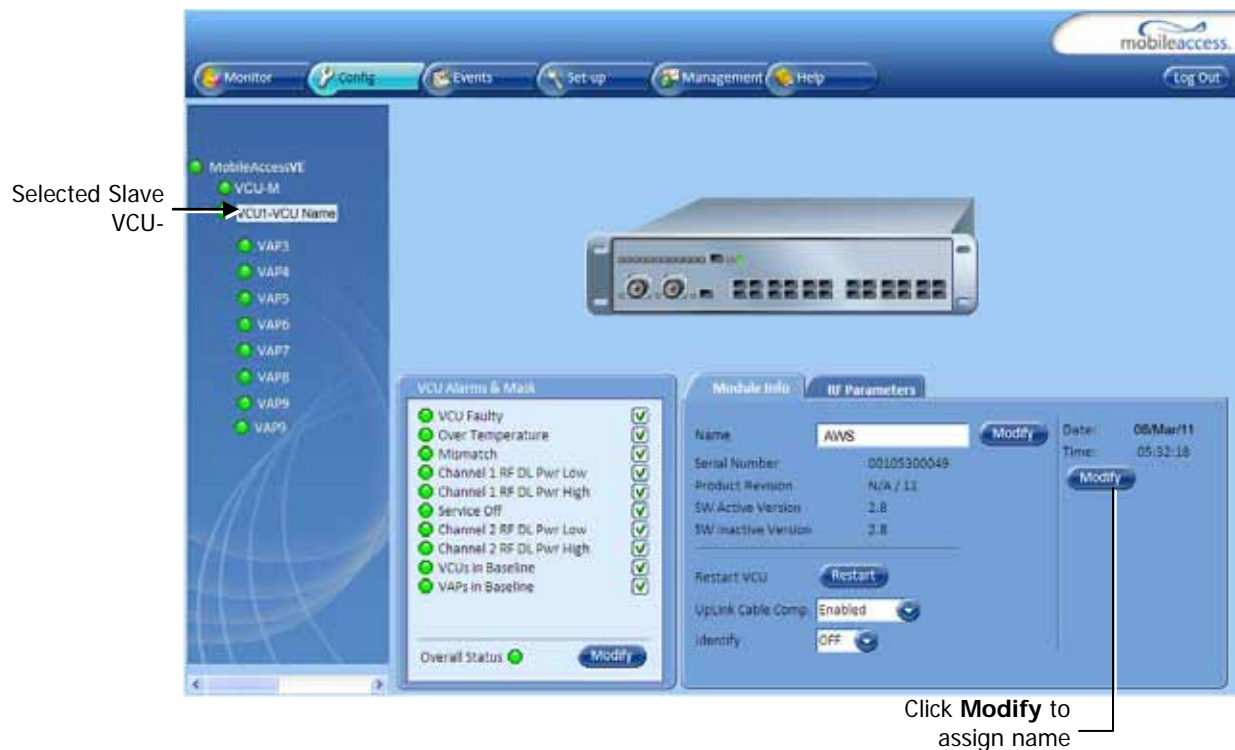 mobileaccess.
Monitor Config Events Set-up Management Help Log Out
Selected Slave
VCU-
MobileAccessVE
VCU-M
VCU1-VCU Name
VAP3
VAP4
VAP5
VAP6
VAP7
VAP8
VAP9
VAP9
VCU Alarms & Mask
VCU Faulty
Over Temperature
Mismatch
Channel 1 RF DL Pwr Low
Channel 1 RF DL Pwr High
Service Off
Channel 2 RF DL Pwr Low
Channel 2 RF DL Pwr High
VCUs in Baseline
VAPs in Baseline
Overall Status Modify
Module Info RF Parameters
Name AWS Modify
Serial Number 00105300049
Product Revision N/A / 11
SW Active Version 2.8
SW Inactive Version 2.8
Restart VCU Restart
UpLink Cable Comp. Enabled
Identify OFF
Date: 08/Mar/11
Time: 05:32:18
Modify
Click Modify to
assign name